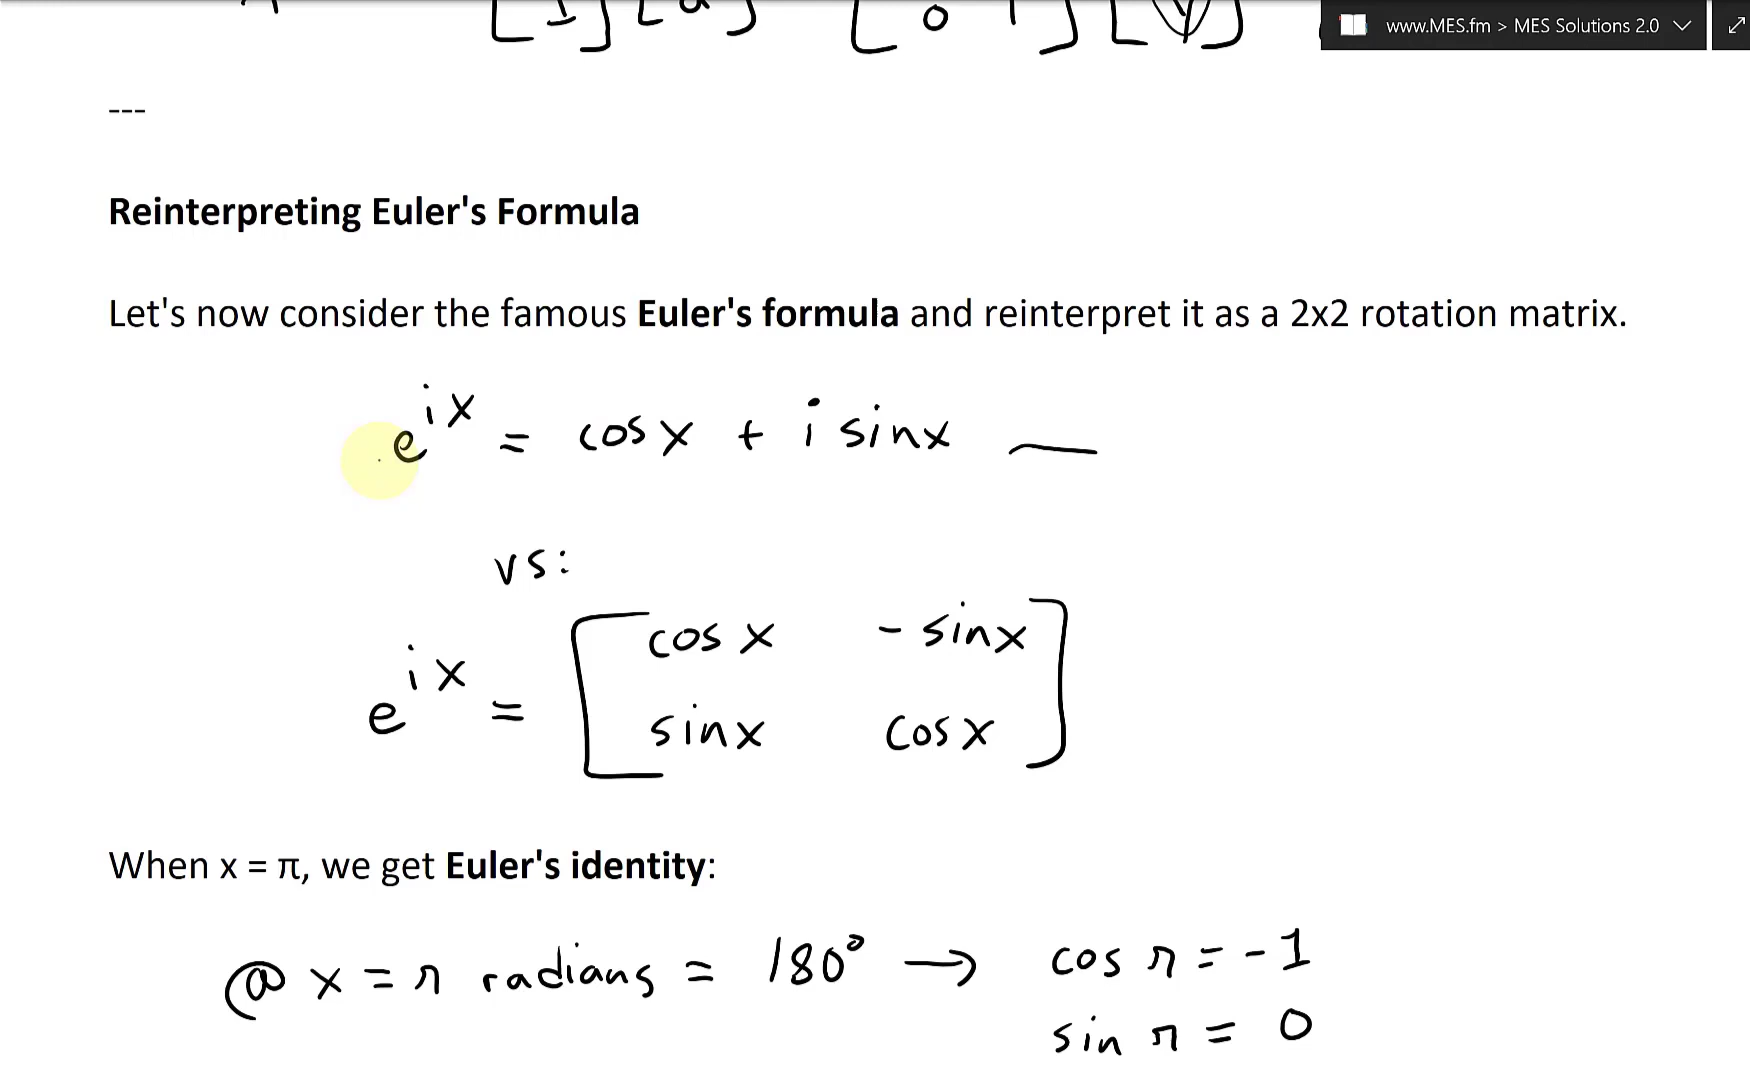 www.MES.fm > MES Solutions 2.0
---
Reinterpreting Euler's Formula
Let's now consider the famous Euler's formula and reinterpret it as a 2x2 rotation matrix.
e^{ix} = cos x + i sin x
vs:
e^{ix} = [ cos x   - sin x
sin x   cos x ]
When x = π, we get Euler's identity:
@ x = π radians = 180° → cos π = -1
sin π = 0